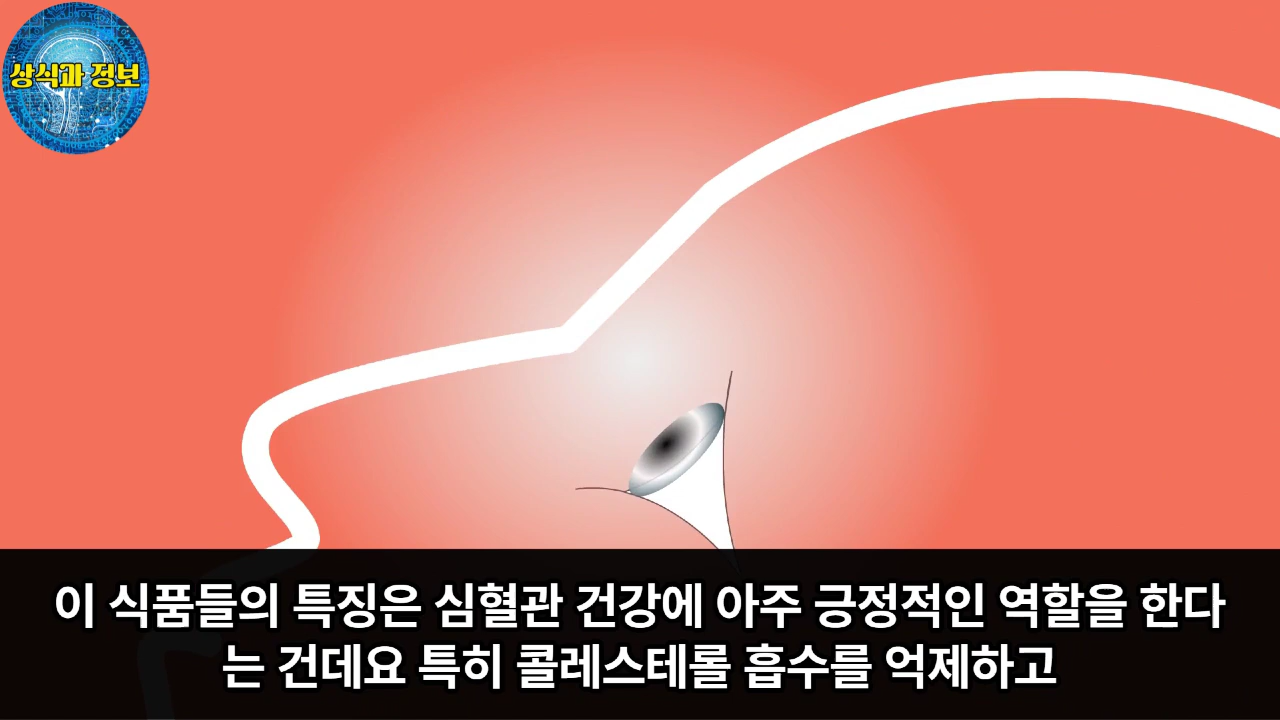 상식과 정보
이 식품들의 특징은 심혈관 건강에 아주 긍정적인 역할을 한다
는 건데요 특히 콜레스테롤 흡수를 억제하고